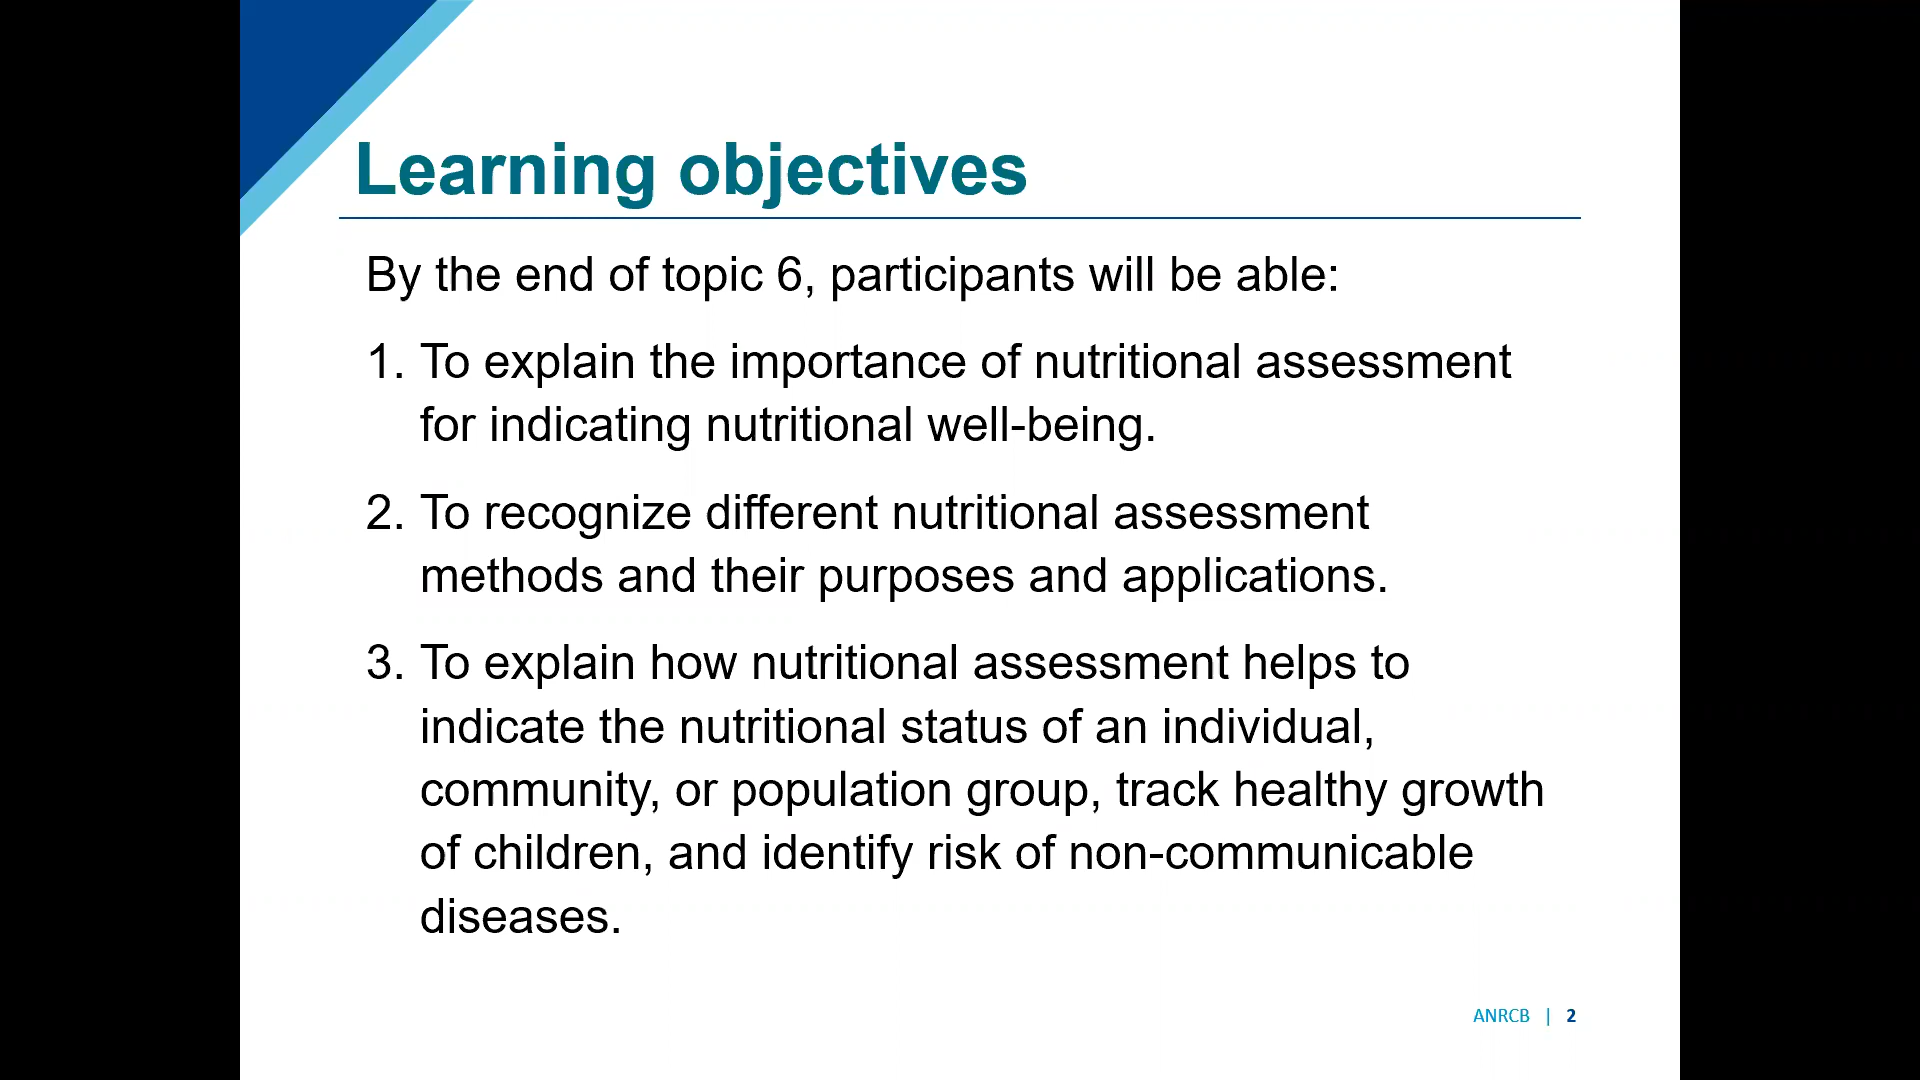 Learning objectives
By the end of topic 6, participants will be able:
1. To explain the importance of nutritional assessment
for indicating nutritional well-being.
2. To recognize different nutritional assessment
methods and their purposes and applications.
3. To explain how nutritional assessment helps to
indicate the nutritional status of an individual,
community, or population group, track healthy growth
of children, and identify risk of non-communicable
diseases.
ANRCB | 2